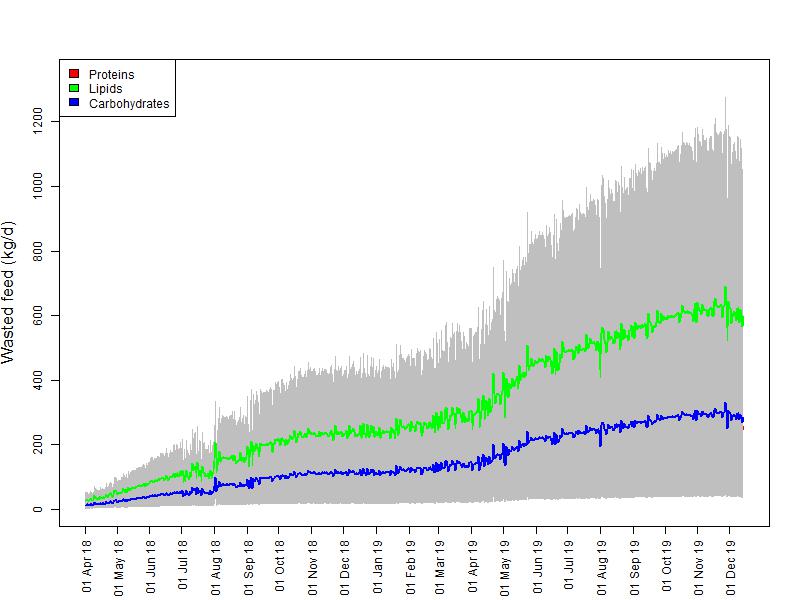 Proteins
Lipids
Carbohydrates
Wasted feed (kg/d)
1200
1000
800
600
400
200
0
01 Apr 18
01 May 18
01 Jun 18
01 Jul 18
01 Aug 18
01 Sep 18
01 Oct 18
01 Nov 18
01 Dec 18
01 Jan 19
01 Feb 19
01 Mar 19
01 Apr 19
01 May 19
01 Jun 19
01 Jul 19
01 Aug 19
01 Sep 19
01 Oct 19
01 Nov 19
01 Dec 19